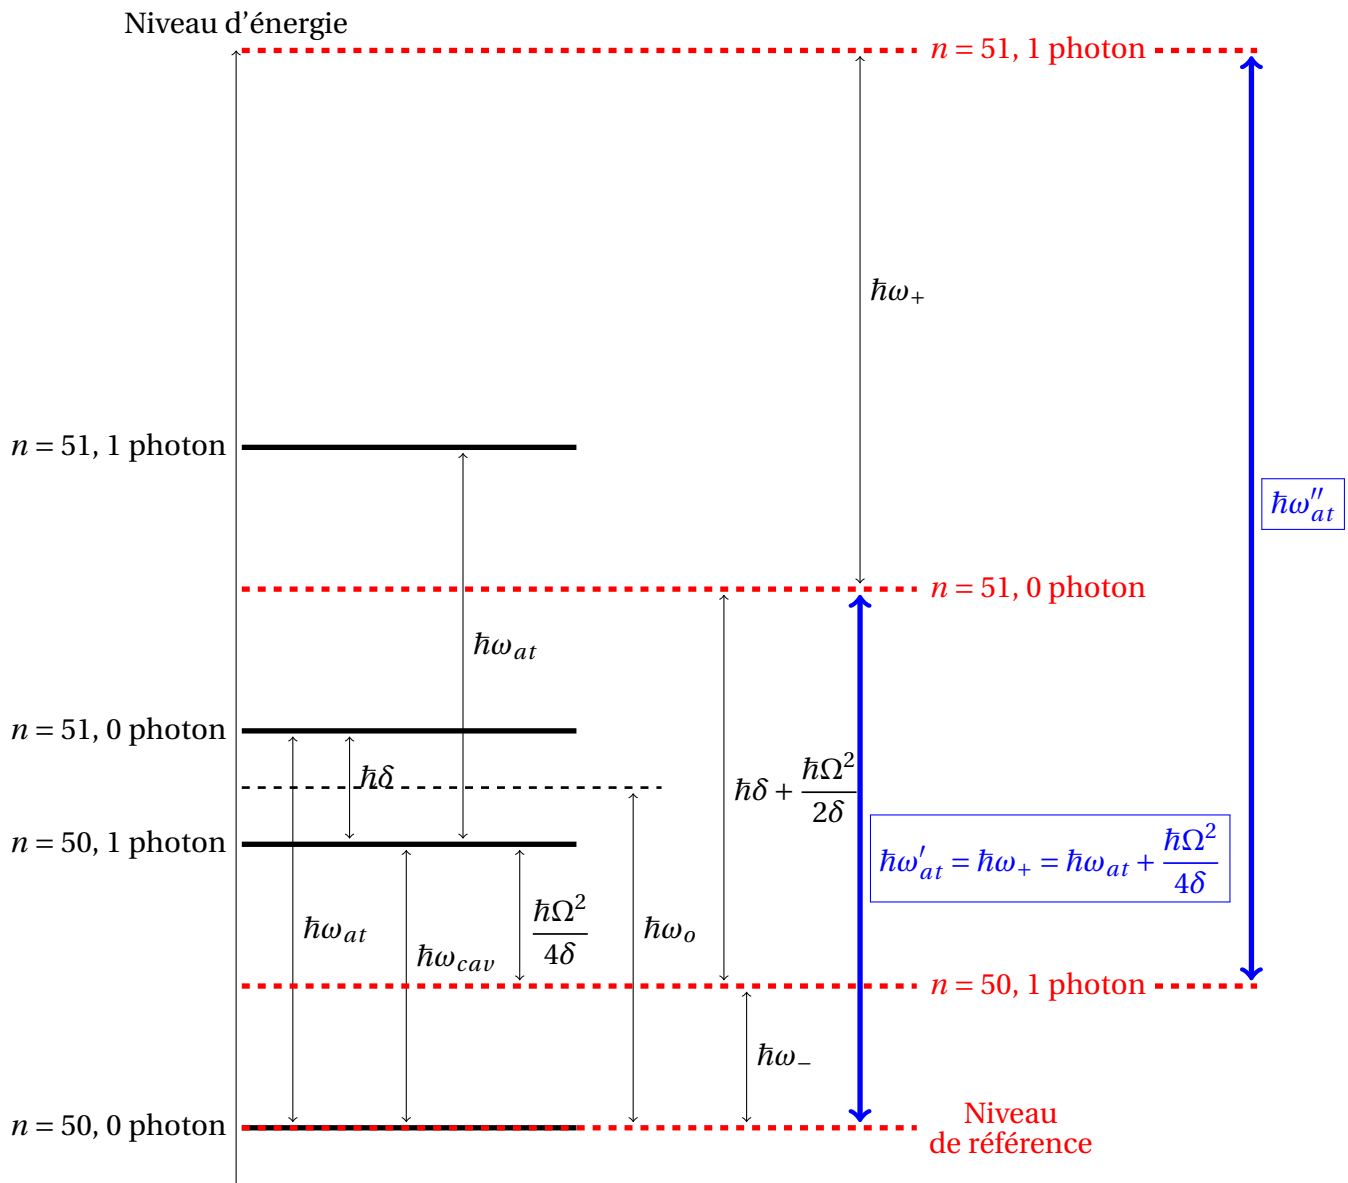 Niveau d'énergie
n = 51, 1 photon
ħω₊
n = 51, 1 photon
ħω″ₐₜ
n = 51, 0 photon
ħωₐₜ
n = 51, 0 photon
ħδ
ħδ + ħΩ²/2δ
n = 50, 1 photon
ħω′ₐₜ = ħω₊ = ħωₐₜ + ħΩ²/4δ
ħωₐₜ
ħω_cav
ħΩ²/4δ
ħω_o
n = 50, 1 photon
ħω₋
n = 50, 0 photon
Niveau
de référence